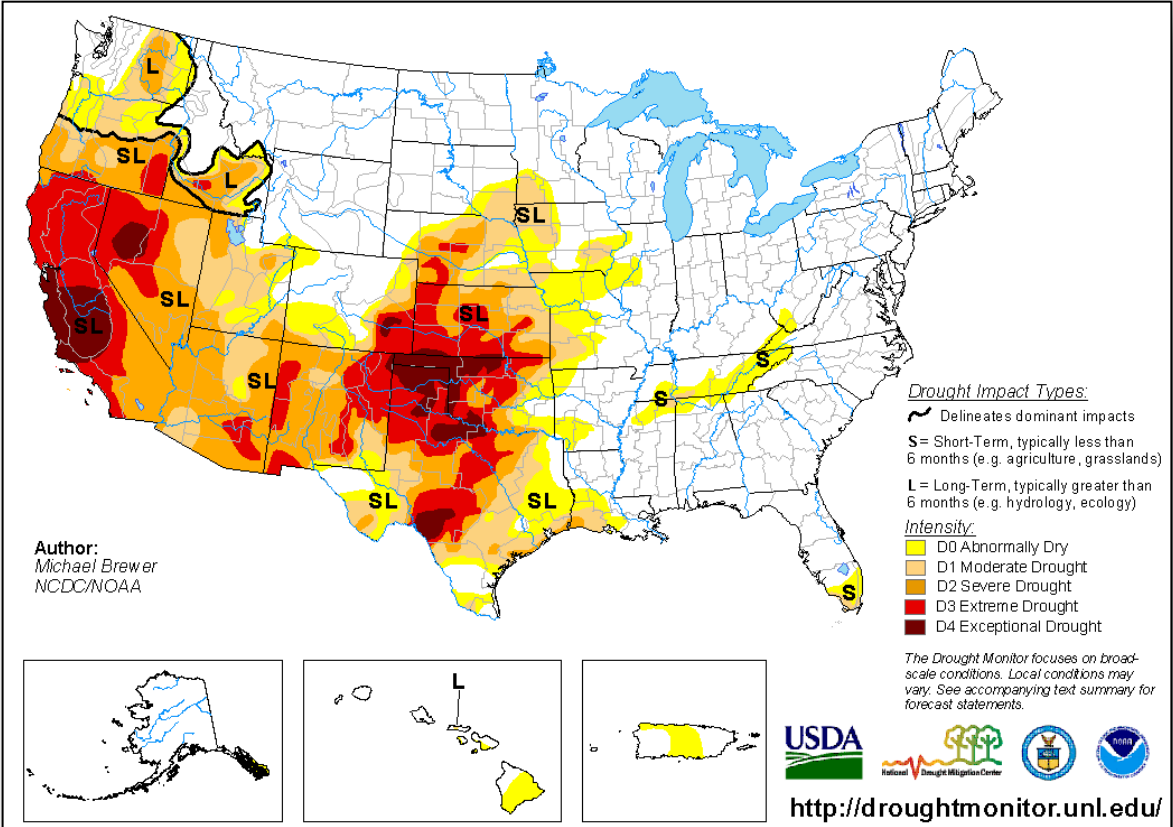 L
SL
L
SL
SL
SL
SL
SL
S
S
SL
SL
S
Drought Impact Types:
Delineates dominant impacts
S = Short-Term, typically less than
6 months (e.g. agriculture, grasslands)
L = Long-Term, typically greater than
6 months (e.g. hydrology, ecology)
Intensity:
D0 Abnormally Dry
D1 Moderate Drought
D2 Severe Drought
D3 Extreme Drought
D4 Exceptional Drought
Author:
Michael Brewer
NCDC/NOAA
The Drought Monitor focuses on broad-
scale conditions. Local conditions may
vary. See accompanying text summary for
forecast statements.
L
USDA
National Drought Mitigation Center
NOAA
http://droughtmonitor.unl.edu/